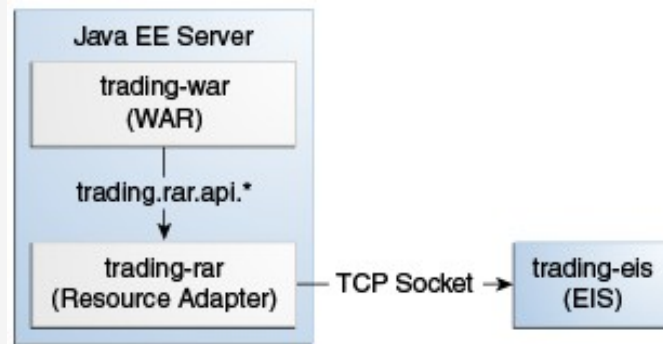 Java EE Server
trading-war
(WAR)
trading.rar.api.*
trading-rar
(Resource Adapter)
TCP Socket
trading-eis
(EIS)